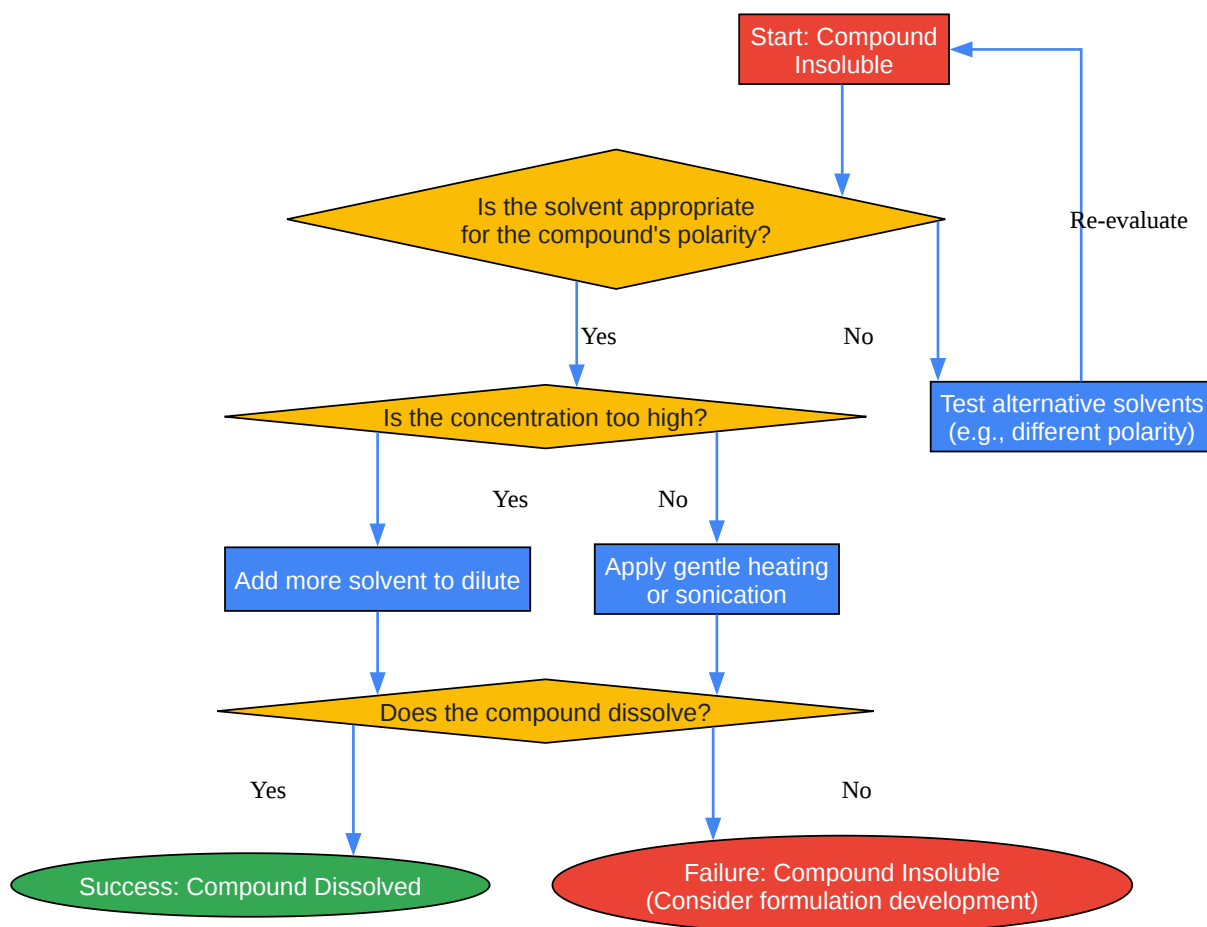 Start: Compound
Insoluble
Is the solvent appropriate
for the compound's polarity?
Re-evaluate
Yes
No
Test alternative solvents
(e.g., different polarity)
Is the concentration too high?
Yes
No
Add more solvent to dilute
Apply gentle heating
or sonication
Does the compound dissolve?
Yes
No
Success: Compound Dissolved
Failure: Compound Insoluble
(Consider formulation development)